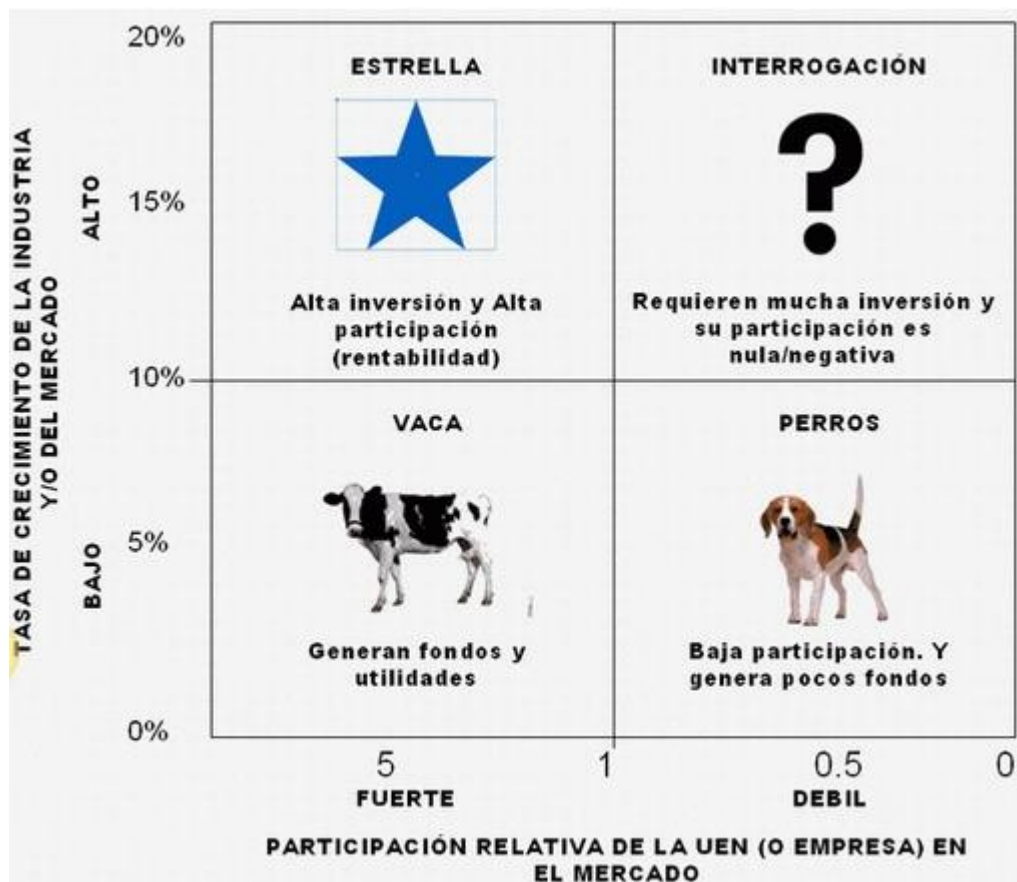 TASA DE CRECIMIENTO DE LA INDUSTRIA
Y/O DEL MERCADO
ALTO
BAJO
20%
15%
10%
5%
0%
ESTRELLA
Alta inversión y Alta
participación
(rentabilidad)
INTERROGACIÓN
?
Requieren mucha inversión y
su participación es
nula/negativa
VACA
Generan fondos y
utilidades
PERROS
Baja participación. Y
genera pocos fondos
5
1
0.5
0
FUERTE
DEBIL
PARTICIPACIÓN RELATIVA DE LA UEN (O EMPRESA) EN
EL MERCADO